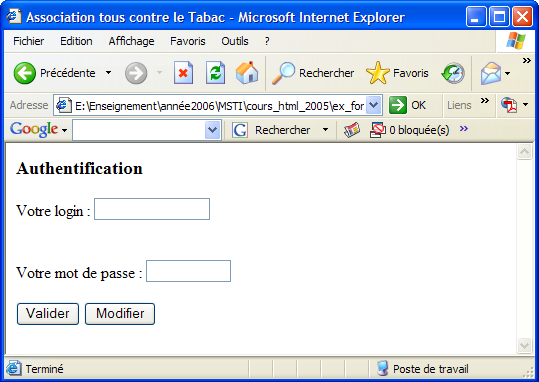 Association tous contre le Tabac - Microsoft Internet Explorer
Fichier Edition Affichage Favoris Outils ?
Précédente Rechercher Favoris »
Adresse E:\Enseignement\année2006\MSTI\cours_html_2005\ex_for OK Liens »
Google G Rechercher 0 bloquée(s) »
Authentification
Votre login :
Votre mot de passe :
Valider Modifier
Terminé Poste de travail